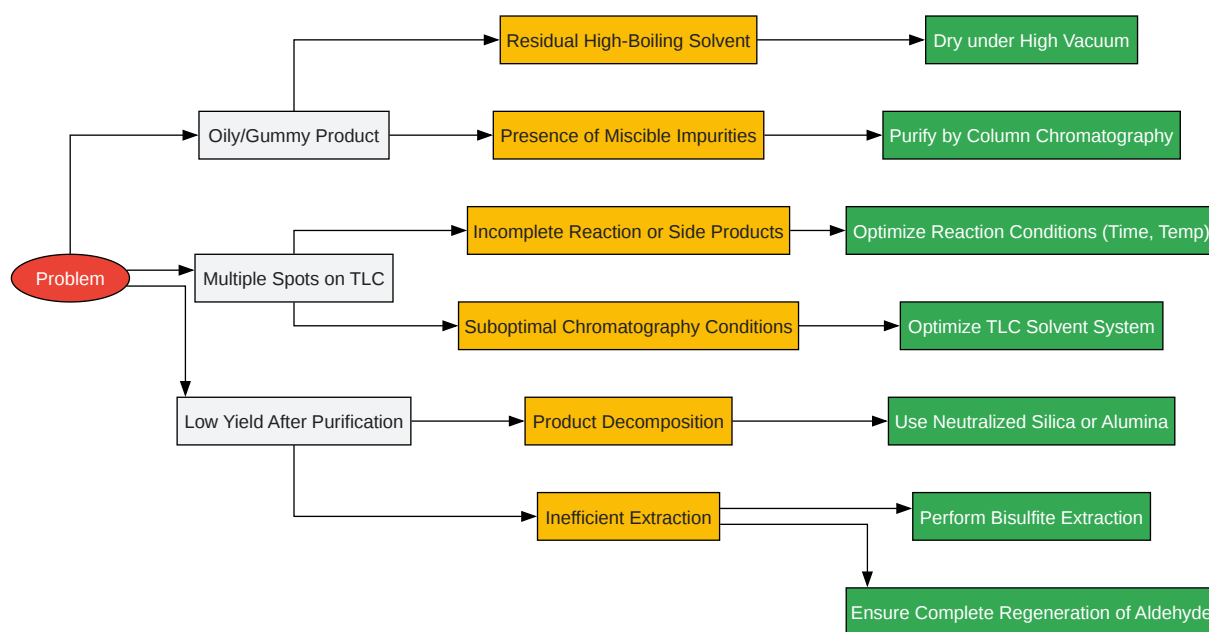 Residual High-Boiling Solvent
Dry under High Vacuum
Oily/Gummy Product
Presence of Miscible Impurities
Purify by Column Chromatography
Incomplete Reaction or Side Products
Optimize Reaction Conditions (Time, Temp)
Problem
Multiple Spots on TLC
Suboptimal Chromatography Conditions
Optimize TLC Solvent System
Low Yield After Purification
Product Decomposition
Use Neutralized Silica or Alumina
Inefficient Extraction
Perform Bisulfite Extraction
Ensure Complete Regeneration of Aldehyde